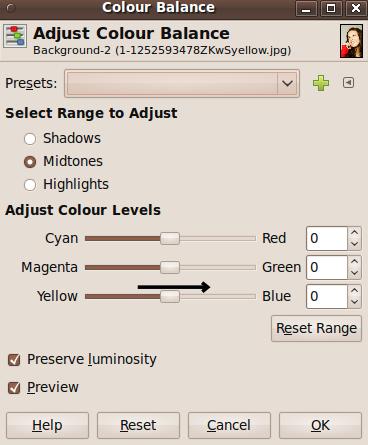 Colour Balance
Adjust Colour Balance
Background-2 (1-1252593478ZKwSyellow.jpg)
Presets:
Select Range to Adjust
Shadows
Midtones
Highlights
Adjust Colour Levels
Cyan Red 0
Magenta Green 0
Yellow Blue 0
Reset Range
Preserve luminosity
Preview
Help Reset Cancel OK